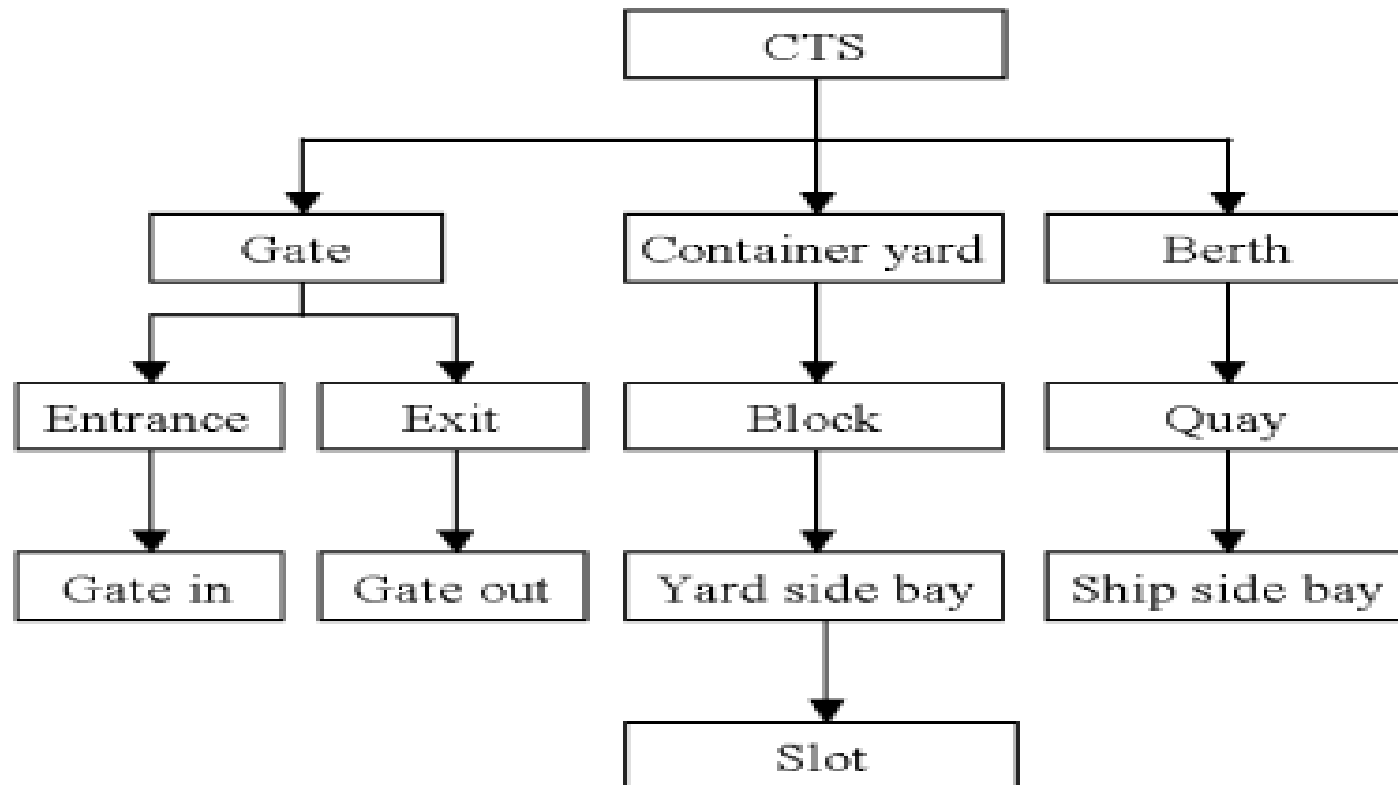 CTS
Gate
Container yard
Berth
Entrance
Exit
Block
Quay
Gate in
Gate out
Yard side bay
Ship side bay
Slot